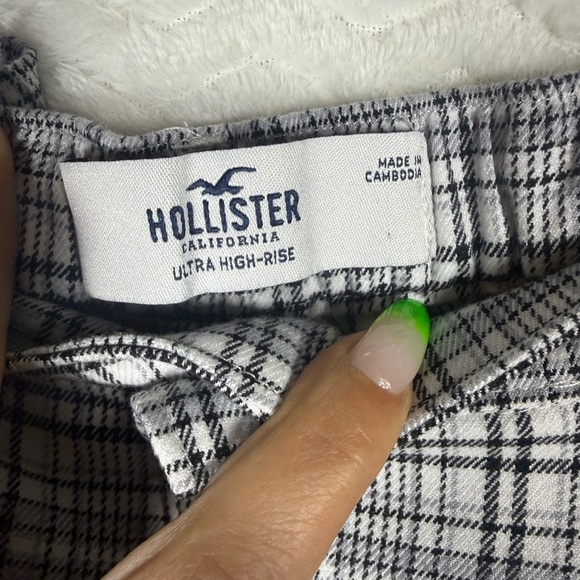 HOLLISTER
CALIFORNIA
ULTRA HIGH-RISE
MADE IN
CAMBODIA